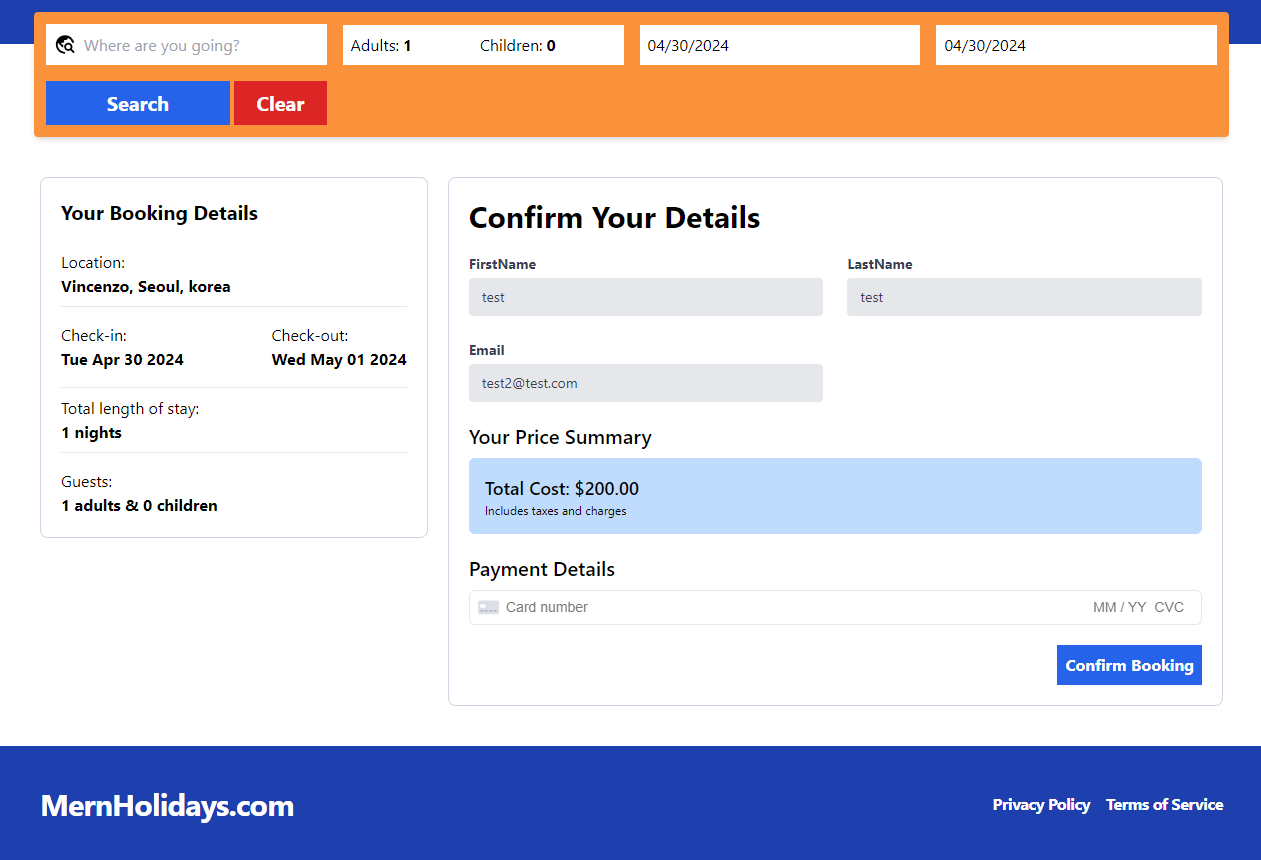 Where are you going?
Adults: 1 Children: 0
04/30/2024
04/30/2024
Search
Clear
Your Booking Details
Location:
Vincenzo, Seoul, korea
Check-in: Check-out:
Tue Apr 30 2024 Wed May 01 2024
Total length of stay:
1 nights
Guests:
1 adults & 0 children
Confirm Your Details
FirstName LastName
test test
Email
test2@test.com
Your Price Summary
Total Cost: $200.00
Includes taxes and charges
Payment Details
Card number MM / YY CVC
Confirm Booking
MernHolidays.com
Privacy Policy Terms of Service